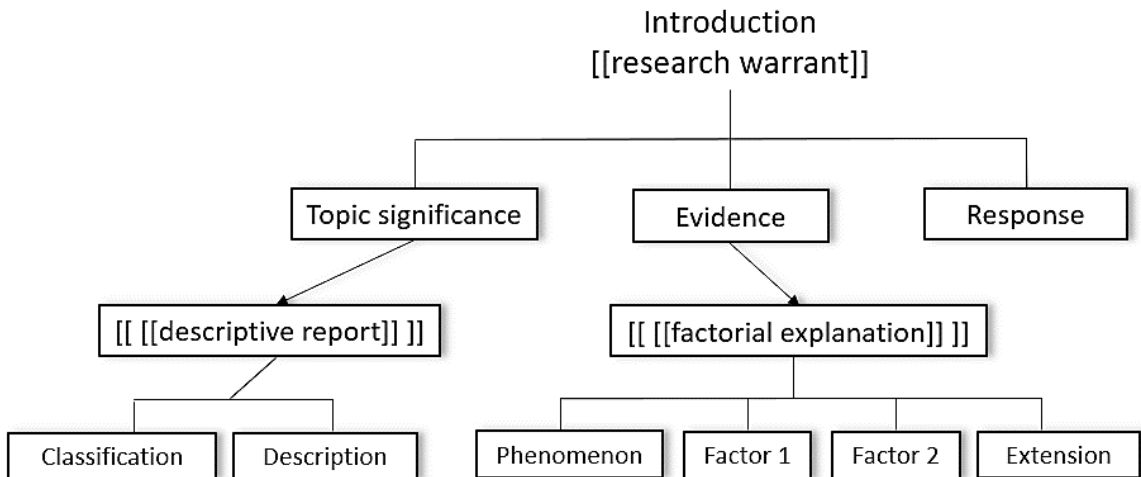 Introduction
[[research warrant]]
Topic significance
Evidence
Response
[[ [[descriptive report]] ]]
[[ [[factorial explanation]] ]]
Classification
Description
Phenomenon
Factor 1
Factor 2
Extension